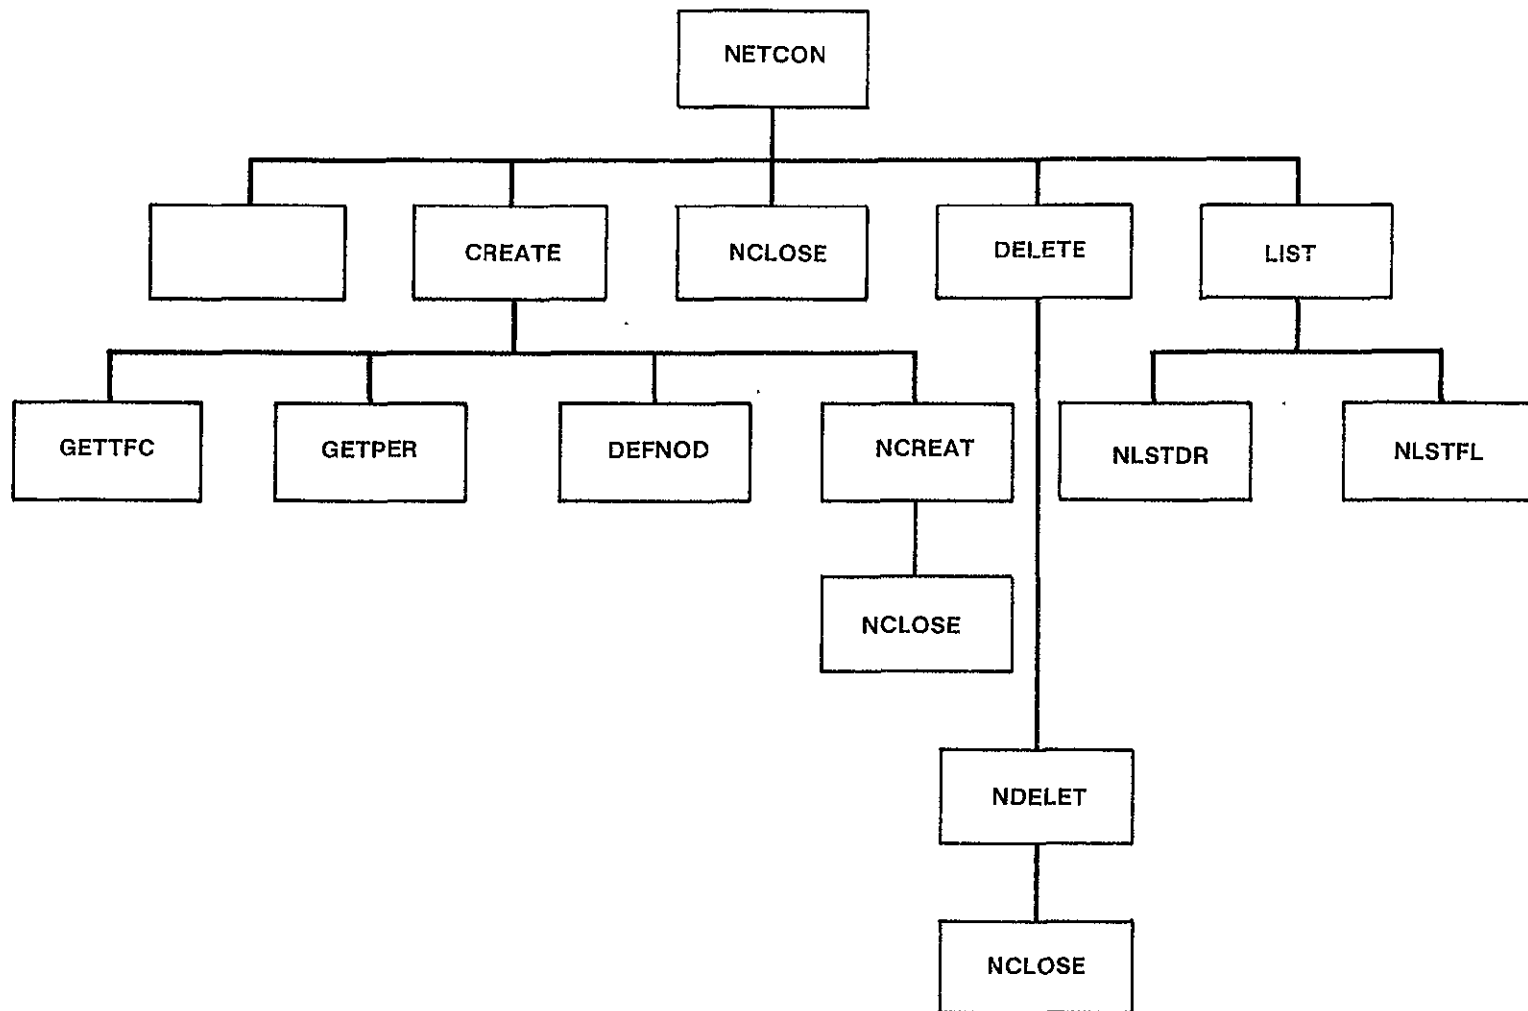 NETCON
CREATE
NCLOSE
DELETE
LIST
GETTFC
GETPER
DEFNOD
NCREAT
NLSTDR
NLSTFL
NCLOSE
NDELET
NCLOSE